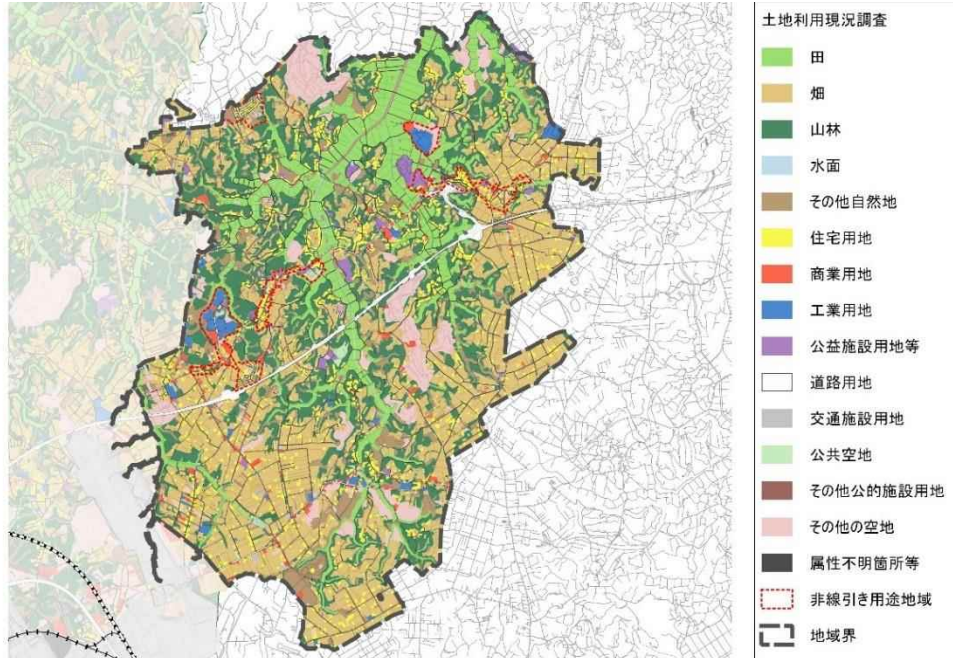 土地利用現況調査
田
畑
山林
水面
その他自然地
住宅用地
商業用地
工業用地
公益施設用地等
道路用地
交通施設用地
公共空地
その他公的施設用地
その他の空地
属性不明箇所等
非線引き用途地域
地域界